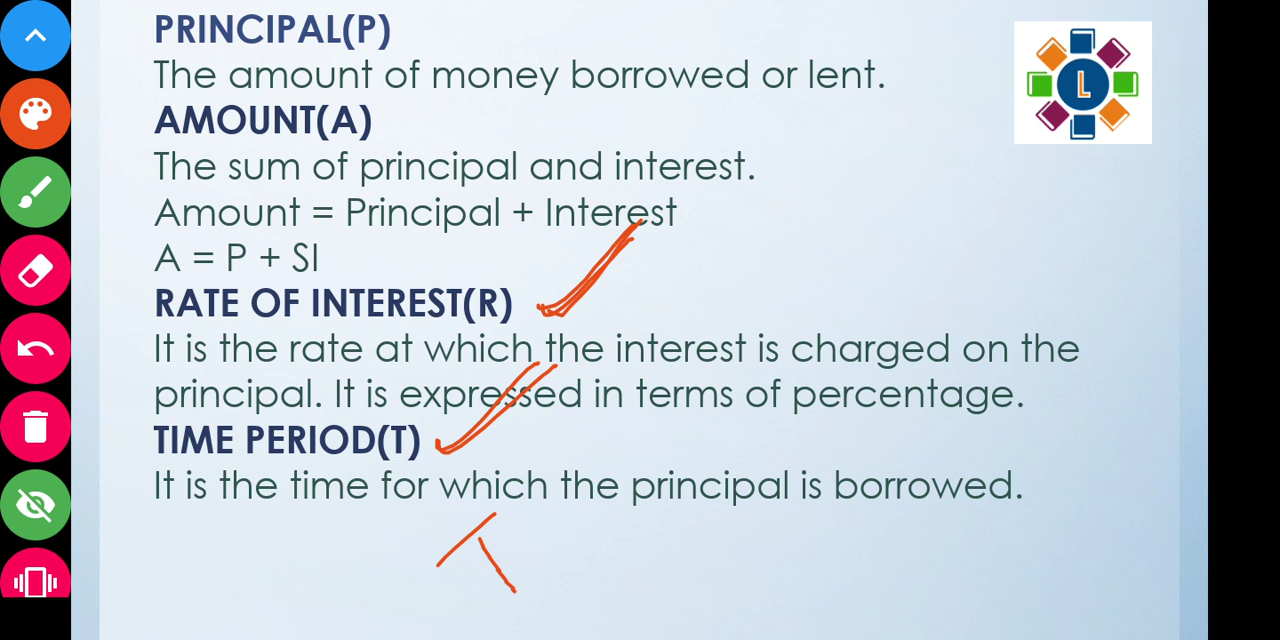 PRINCIPAL(P)
The amount of money borrowed or lent.
AMOUNT(A)
The sum of principal and interest.
Amount = Principal + Interest
A = P + SI
RATE OF INTEREST(R)
It is the rate at which the interest is charged on the
principal. It is expressed in terms of percentage.
TIME PERIOD(T)
It is the time for which the principal is borrowed.
T
L